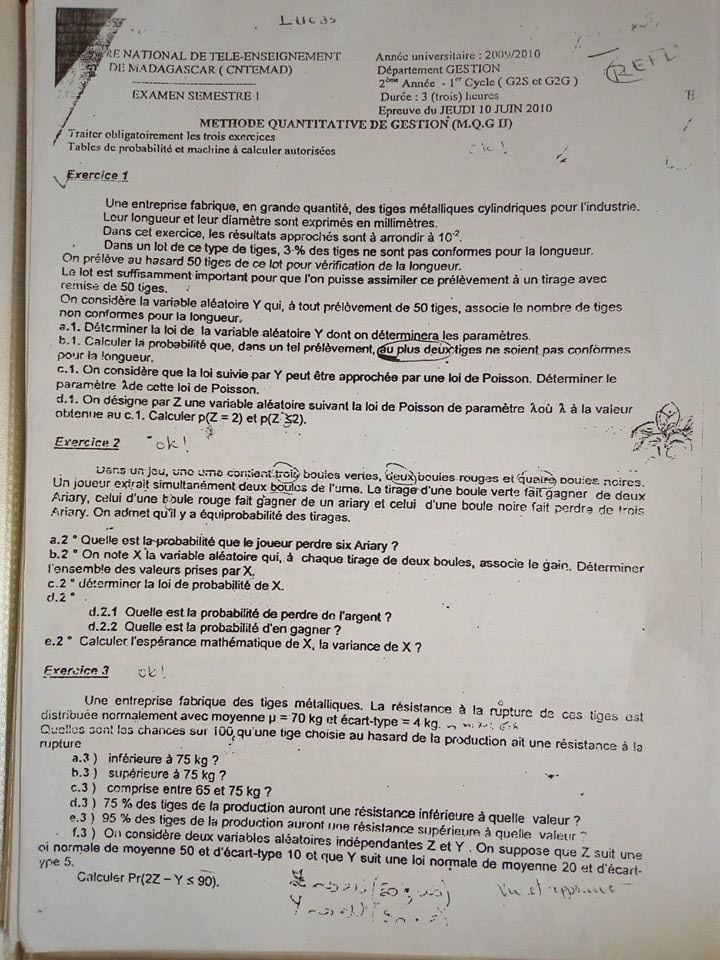 Lucas
RE NATIONAL DE TELE-ENSEIGNEMENT
DE MADAGASCAR ( CNTEMAD)
EXAMEN SEMESTRE 1
Année universitaire : 2009/2010
Département GESTION
2ème Année - 1er Cycle ( G2S et G2G )
Durée : 3 (trois) heures
Epreuve du JEUDI 10 JUIN 2010
METHODE QUANTITATIVE DE GESTION (M.Q.G II)
Traiter obligatoirement les trois exercices
Tables de probabilité et machine à calculer autorisées
ok!
Exercice 1
Une entreprise fabrique, en grande quantité, des tiges métalliques cylindriques pour l'industrie.
Leur longueur et leur diamètre sont exprimés en millimètres.
Dans cet exercice, les résultats approchés sont à arrondir à 10-2.
Dans un lot de ce type de tiges, 3 % des tiges ne sont pas conformes pour la longueur.
On prélève au hasard 50 tiges de ce lot pour vérification de la longueur.
Le lot est suffisamment important pour que l'on puisse assimiler ce prélèvement à un tirage avec
remise de 50 tiges.
On considère la variable aléatoire Y qui, à tout prélèvement de 50 tiges, associe le nombre de tiges
non conformes pour la longueur.
a.1. Déterminer la loi de la variable aléatoire Y dont on déterminera les paramètres.
b.1. Calculer la probabilité que, dans un tel prélèvement, au plus deux tiges ne soient pas conformes
pour la longueur.
c.1. On considère que la loi suivie par Y peut être approchée par une loi de Poisson. Déterminer le
paramètre λde cette loi de Poisson.
d.1. On désigne par Z une variable aléatoire suivant la loi de Poisson de paramètre λoù λ à la valeur
obtenue au c.1. Calculer p(Z = 2) et p(Z ≤2).
Exercice 2
ok!
Dans un jeu, une urne contient trois boules vertes, deux boules rouges et quatre boules noires.
Un joueur extrait simultanément deux boules de l'urne. Le tirage d'une boule verte fait gagner de deux
Ariary, celui d'une boule rouge fait gagner de un ariary et celui d'une boule noire fait perdre de trois
Ariary. On admet qu'il y a équiprobabilité des tirages.
a.2 ° Quelle est la probabilité que le joueur perdre six Ariary ?
b.2 ° On note X la variable aléatoire qui, à chaque tirage de deux boules, associe le gain. Déterminer
l'ensemble des valeurs prises par X.
c.2 ° déterminer la loi de probabilité de X.
d.2 °
d.2.1 Quelle est la probabilité de perdre de l'argent ?
d.2.2 Quelle est la probabilité d'en gagner ?
e.2 ° Calculer l'espérance mathématique de X, la variance de X ?
Exercice 3
ok!
Une entreprise fabrique des tiges métalliques. La résistance à la rupture de ces tiges est
distribuée normalement avec moyenne µ = 70 kg et écart-type = 4 kg.
Quelles sont les chances sur 100 qu'une tige choisie au hasard de la production ait une résistance à la
rupture
a.3 ) inférieure à 75 kg ?
b.3 ) supérieure à 75 kg ?
c.3 ) comprise entre 65 et 75 kg ?
d.3 ) 75 % des tiges de la production auront une résistance inférieure à quelle valeur ?
e.3 ) 95 % des tiges de la production auront une résistance supérieure à quelle valeur ?
f.3 ) On considère deux variables aléatoires indépendantes Z et Y . On suppose que Z suit une
oi normale de moyenne 50 et d'écart-type 10 et que Y suit une loi normale de moyenne 20 et d'écart-
ype 5.
Calculer Pr(2Z - Y ≤ 90).